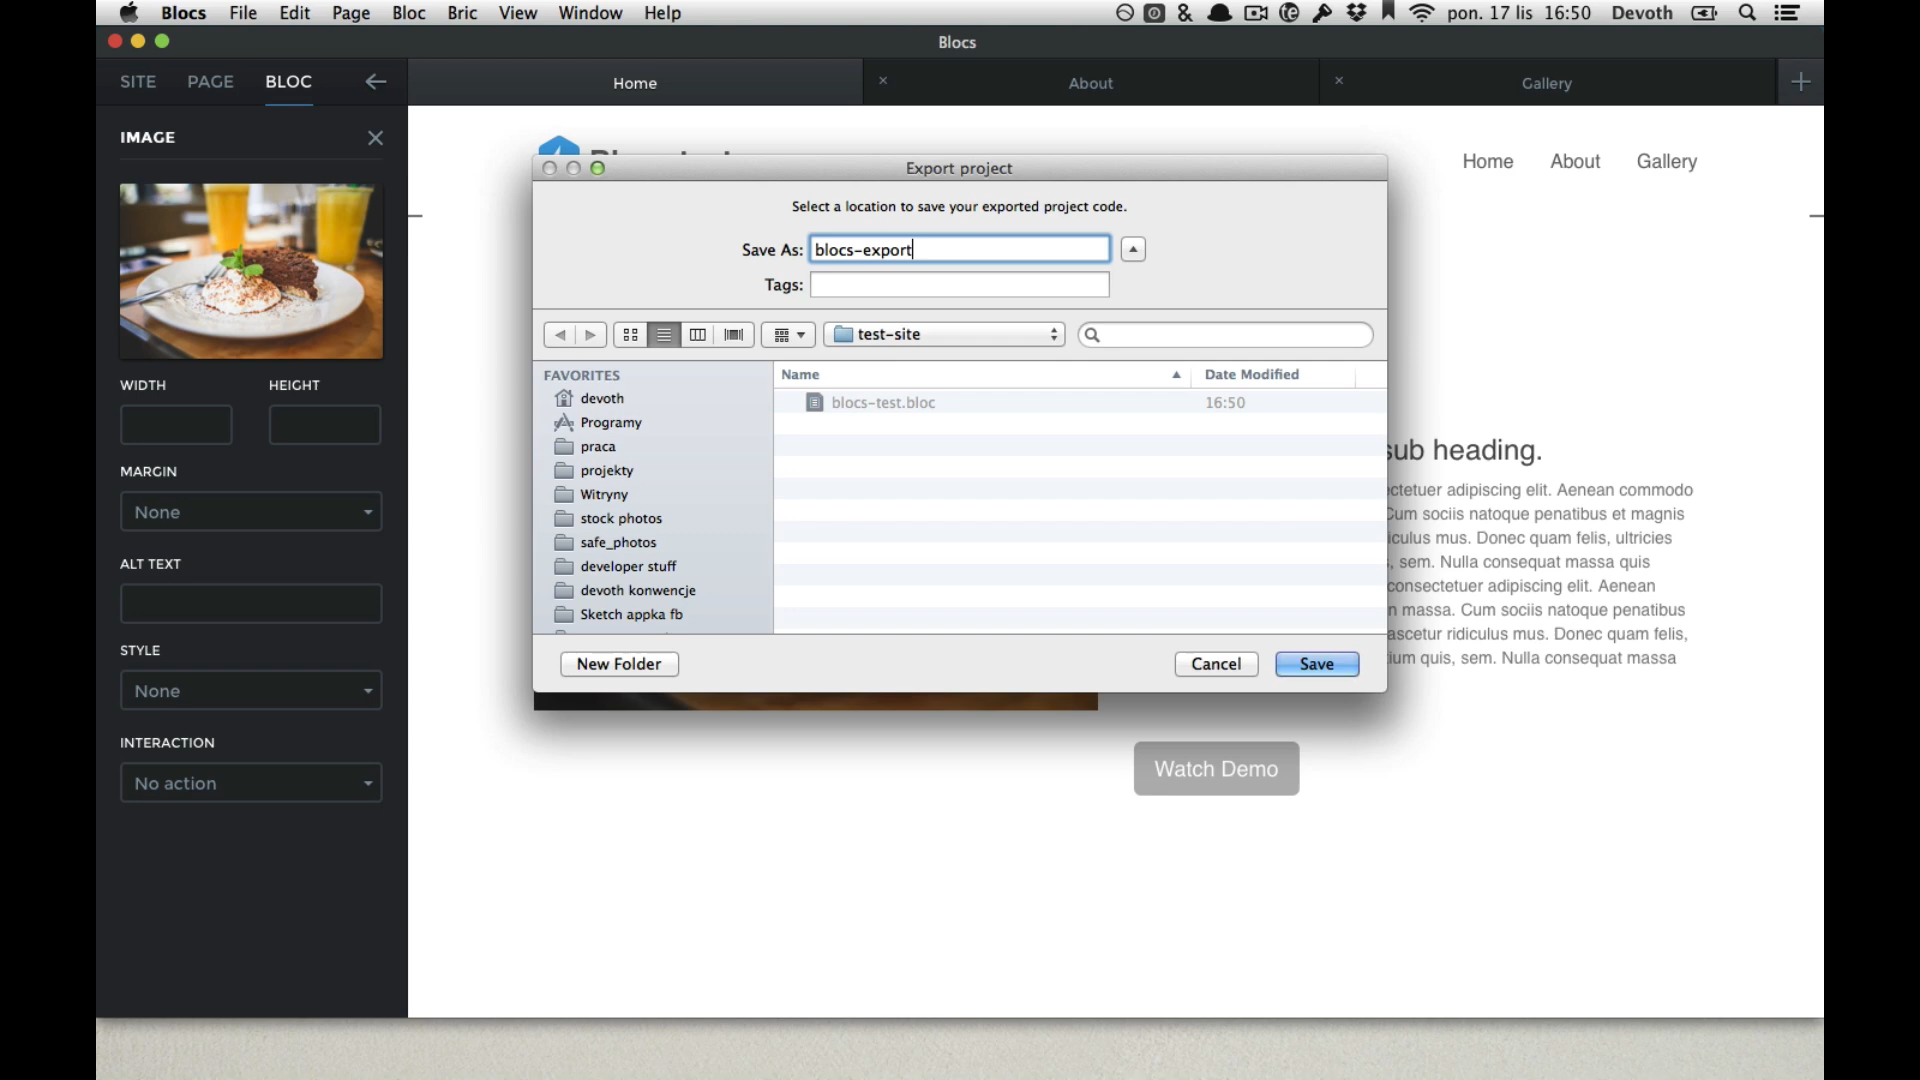 Blocs File Edit Page Bloc Bric View Window Help pon. 17 lis 16:50 Devoth
Blocs
SITE PAGE BLOC
Home About Gallery
IMAGE
WIDTH HEIGHT
MARGIN
None
ALT TEXT
STYLE
None
INTERACTION
No action
Home About Gallery
Export project
Select a location to save your exported project code.
Save As: blocs-export
Tags:
test-site
FAVORITES
devoth
Programy
praca
projekty
Witryny
stock photos
safe_photos
developer stuff
devoth konwencje
Sketch appka fb
Name Date Modified
blocs-test.bloc 16:50
New Folder Cancel Save
sub heading.
ctetuer adipiscing elit. Aenean commodo
Cum sociis natoque penatibus et magnis
iculus mus. Donec quam felis, ultricies
, sem. Nulla consequat massa quis
consectetuer adipiscing elit. Aenean
n massa. Cum sociis natoque penatibus
ascetur ridiculus mus. Donec quam felis,
ium quis, sem. Nulla consequat massa
Watch Demo